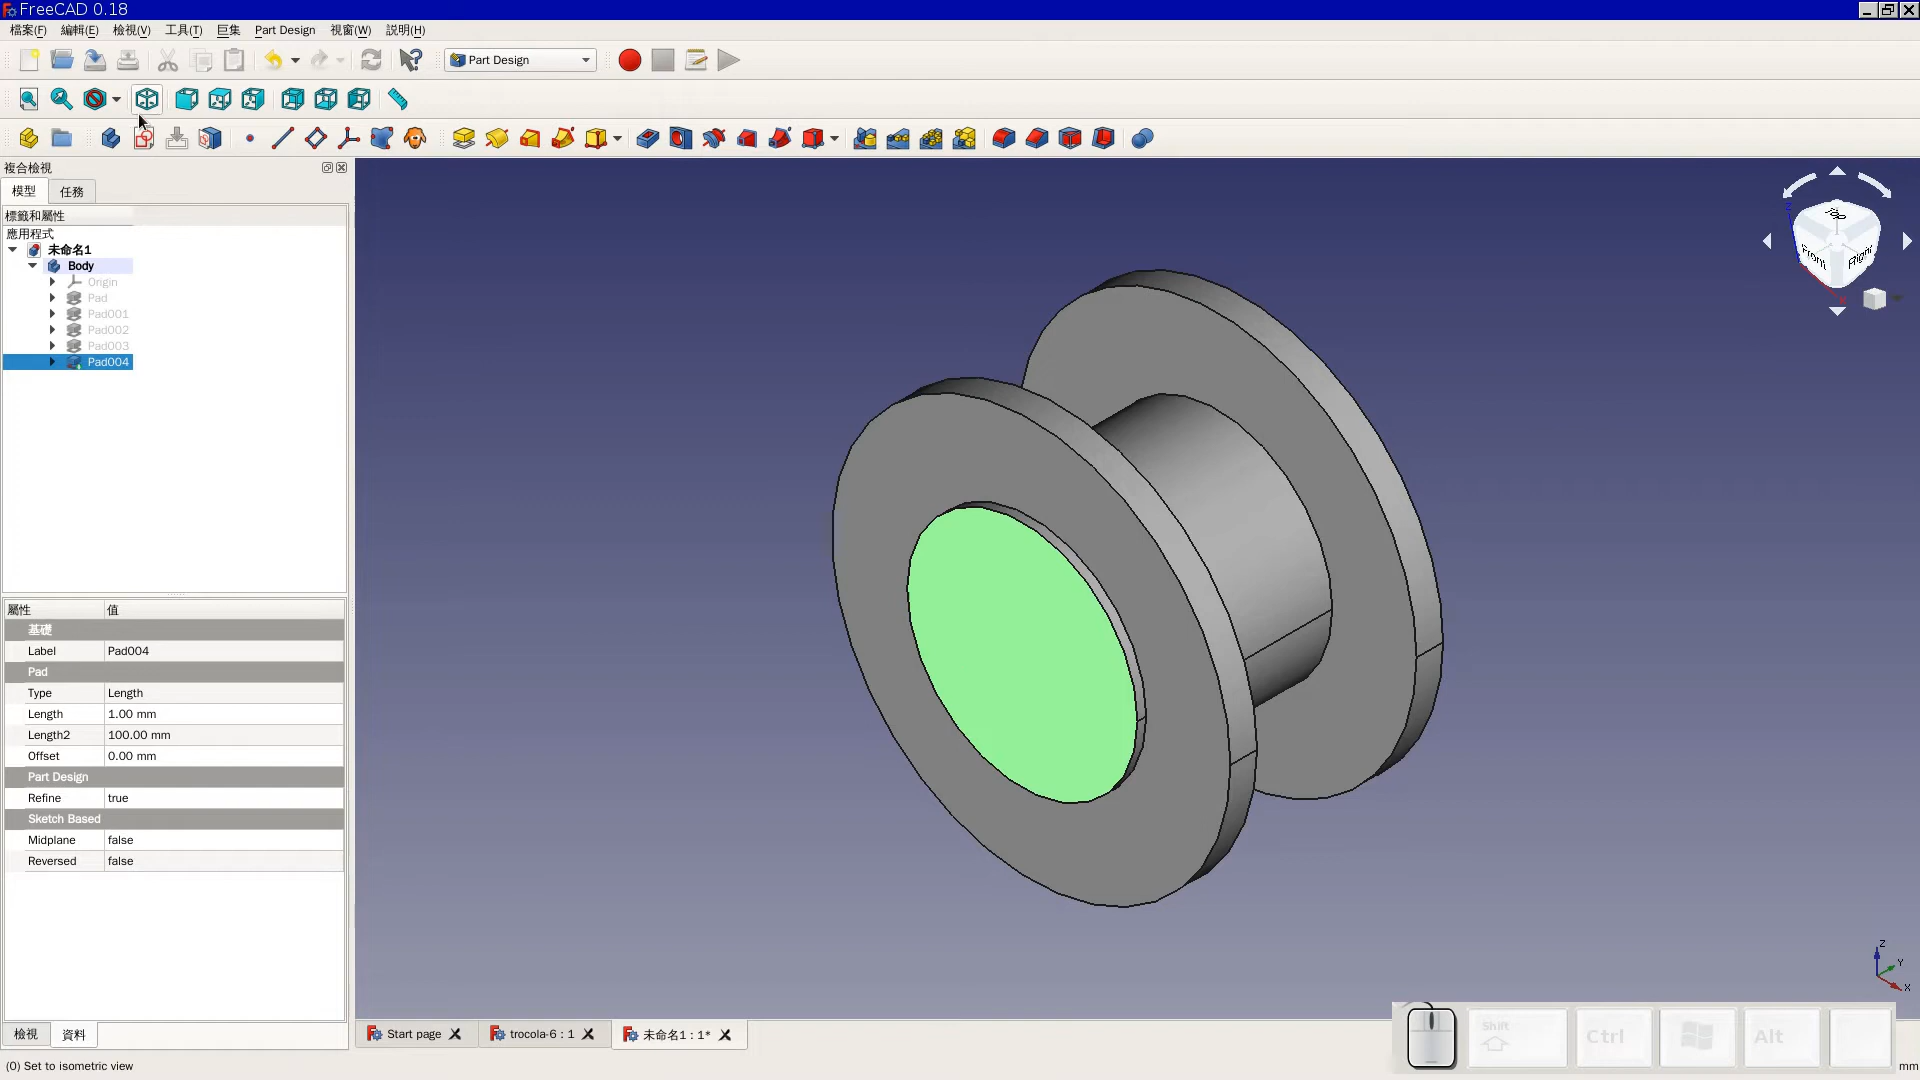 FreeCAD 0.18
檔案(F) 編輯(E) 檢視(V) 工具(T) 巨集 Part Design 視窗(W) 說明(H)
Part Design
複合檢視
模型 任務
標籤和屬性
應用程式
未命名1
Body
Origin
Pad
Pad001
Pad002
Pad003
Pad004
Top
Front
Right
Z
X
屬性 值
基礎
Label Pad004
Pad
Type Length
Length 1.00 mm
Length2 100.00 mm
Offset 0.00 mm
Part Design
Refine true
Sketch Based
Midplane false
Reversed false
Z
Y
X
檢視 資料
Start page
trocola-6 : 1
未命名1 : 1*
Shift
Ctrl
Alt
(0) Set to isometric view
mm